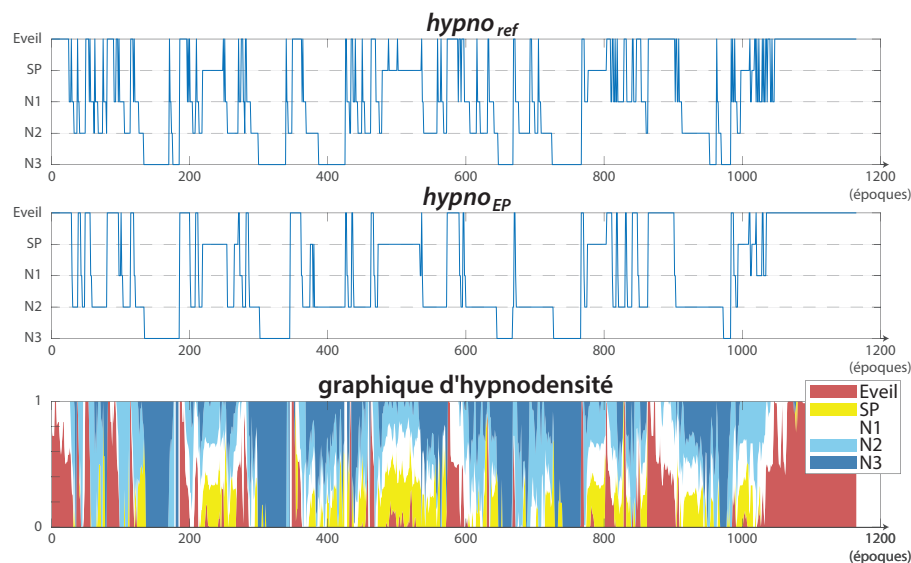 hypno ref
Eveil
SP
N1
N2
N3
0 200 400 600 800 1000 1200
(époques)
hypno EP
Eveil
SP
N1
N2
N3
0 200 400 600 800 1000 1200
(époques)
graphique d'hypnodensité
1
0
0 200 400 600 800 1000 1200
(époques)
Eveil
SP
N1
N2
N3